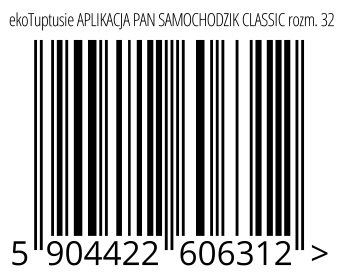 ekoTuptusie APLIKACJA PAN SAMOCHODZIK CLASSIC rozm. 32
5 904422 606312 >